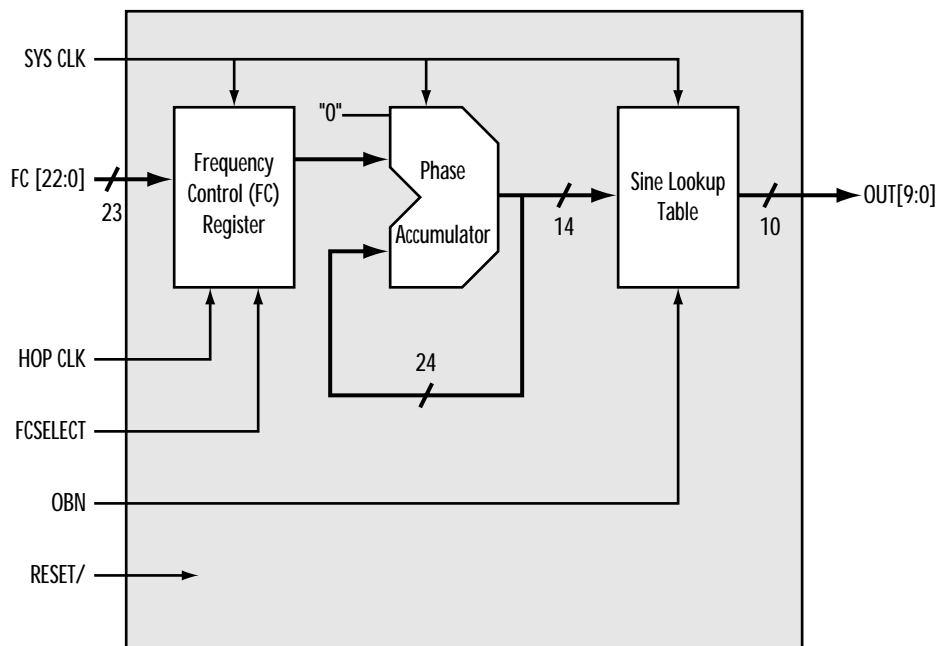 SYS CLK
"0"
FC [22:0]
23
Frequency
Control (FC)
Register
Phase
Accumulator
14
Sine Lookup
Table
10
OUT[9:0]
HOP CLK
24
FCSELECT
OBN
RESET/